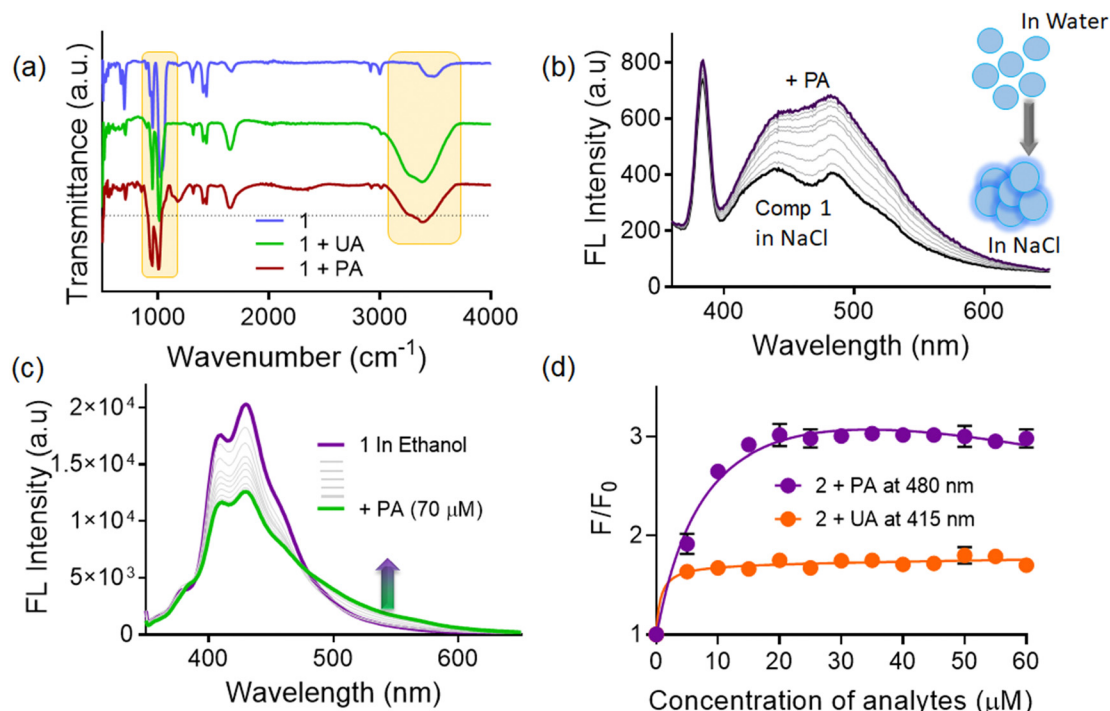 (a)
Transmittance (a.u.)
1
1 + UA
1 + PA
1000
2000
3000
4000
Wavenumber (cm⁻¹)
(b)
FL Intensity (a.u)
800
600
400
200
0
+ PA
Comp 1
in NaCl
In Water
In NaCl
400
500
600
Wavelength (nm)
(c)
FL Intensity (a.u)
2×10⁴
1.5×10⁴
1×10⁴
5×10³
0
1 In Ethanol
+ PA (70 μM)
400
500
600
Wavelength (nm)
(d)
F/F₀
3
2
1
2 + PA at 480 nm
2 + UA at 415 nm
0
10
20
30
40
50
60
Concentration of analytes (μM)